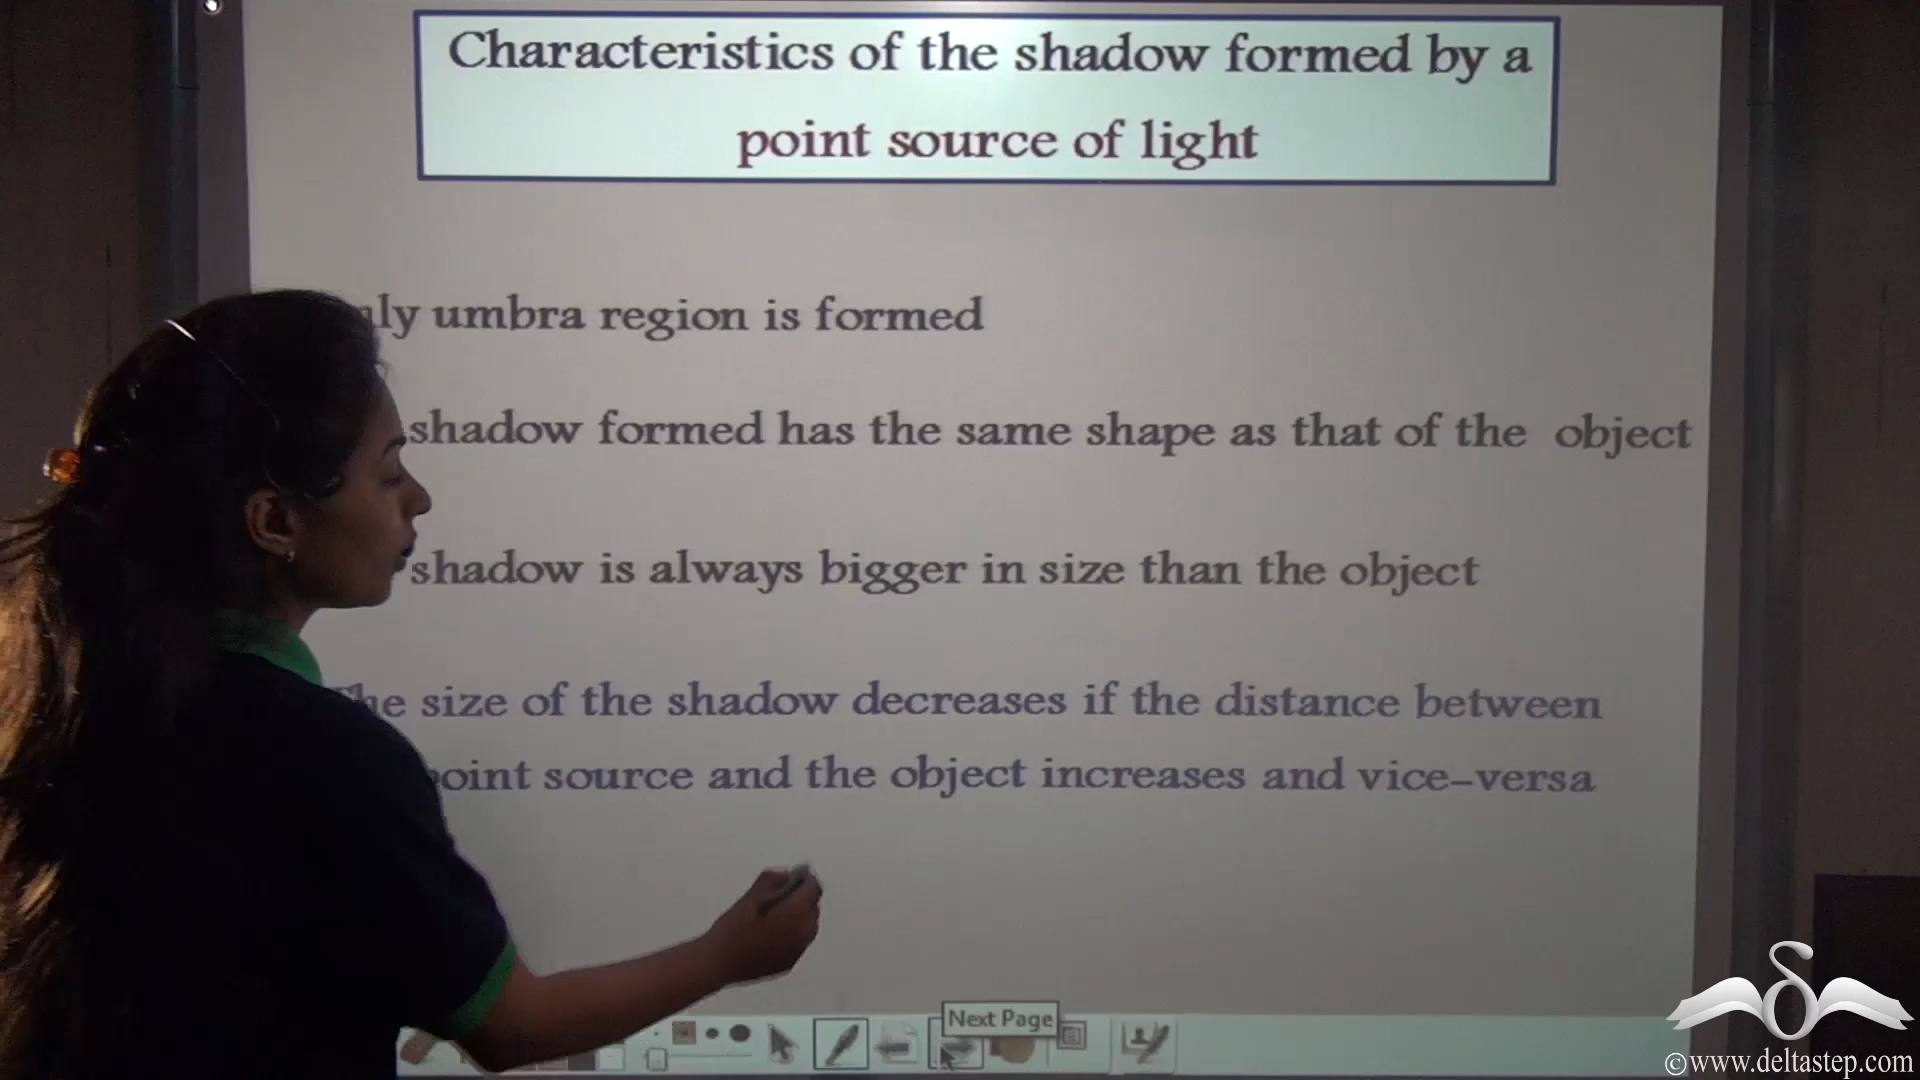 Characteristics of the shadow formed by a
point source of light
umbra region is formed
shadow formed has the same shape as that of the object
shadow is always bigger in size than the object
The size of the shadow decreases if the distance between
point source and the object increases and vice-versa
Next Page
©www.deltastep.com